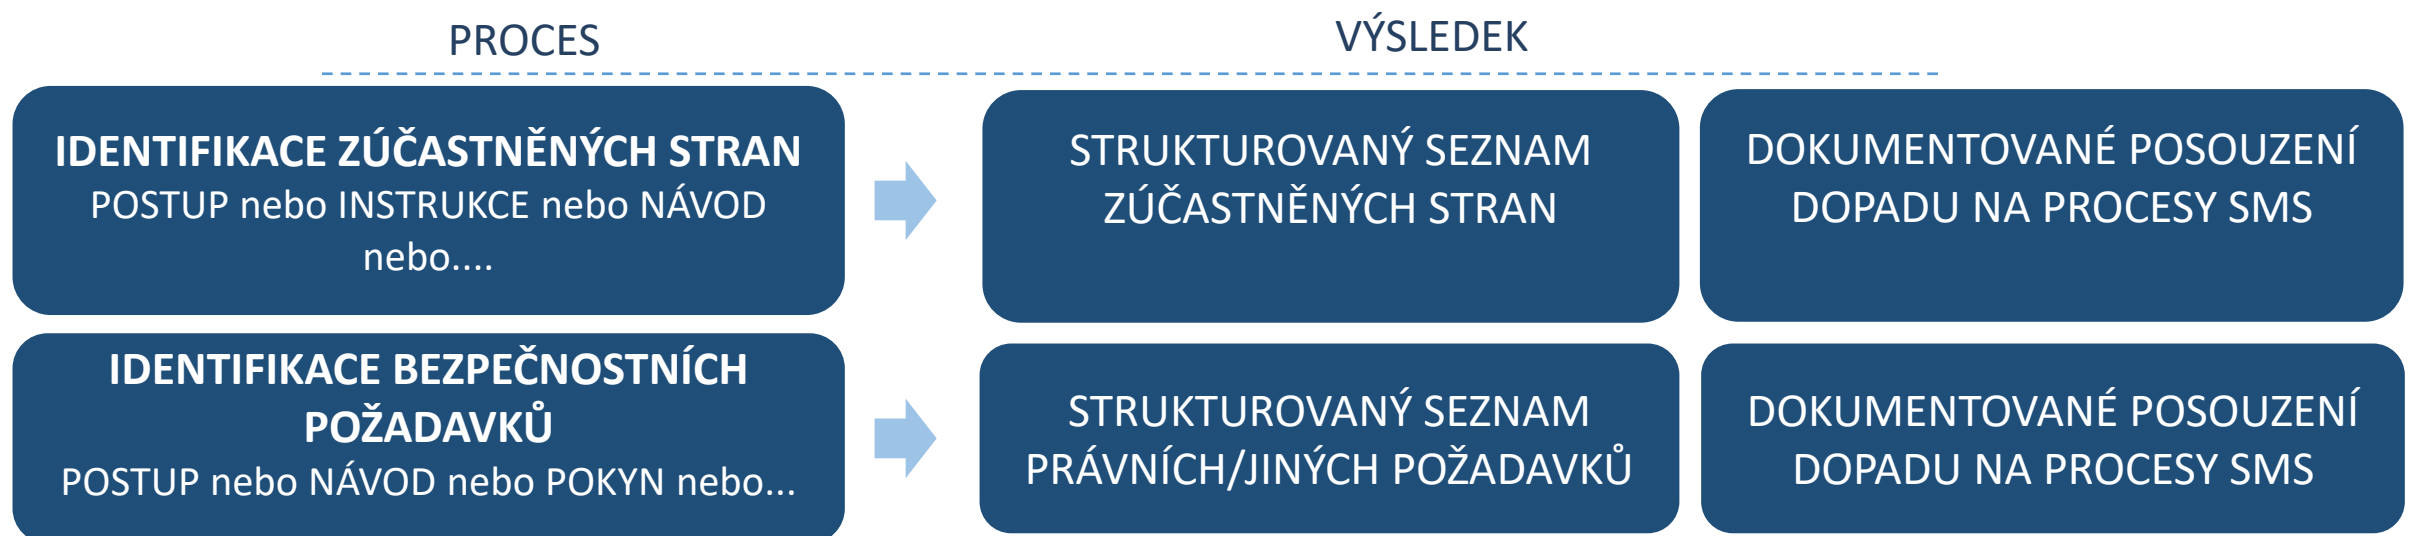 PROCES
VÝSLEDEK
IDENTIFIKACE ZÚČASTNĚNÝCH STRAN
POSTUP nebo INSTRUKCE nebo NÁVOD
nebo....
STRUKTUROVANÝ SEZNAM
ZÚČASTNĚNÝCH STRAN
DOKUMENTOVANÉ POSOUZENÍ
DOPADU NA PROCESY SMS
IDENTIFIKACE BEZPEČNOSTNÍCH
POŽADAVKŮ
POSTUP nebo NÁVOD nebo POKYN nebo...
STRUKTUROVANÝ SEZNAM
PRÁVNÍCH/JINÝCH POŽADAVKŮ
DOKUMENTOVANÉ POSOUZENÍ
DOPADU NA PROCESY SMS